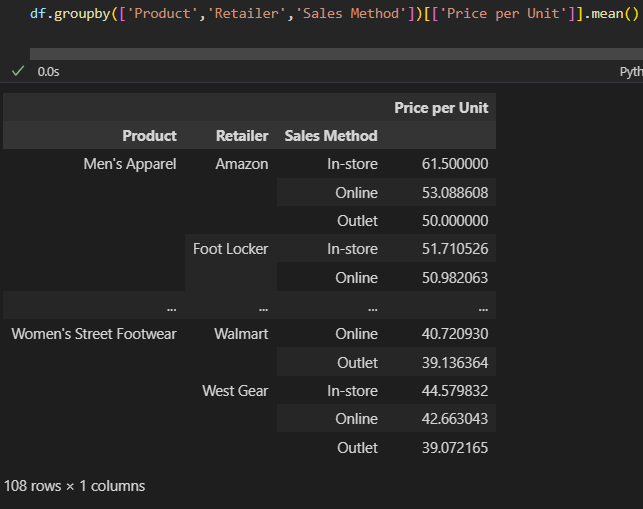 df.groupby(['Product','Retailer','Sales Method'])[['Price per Unit']].mean()
0.0s Pyth
Price per Unit
Product Retailer Sales Method
Men's Apparel Amazon In-store 61.500000
Online 53.088608
Outlet 50.000000
Foot Locker In-store 51.710526
Online 50.982063
... ... ... ...
Women's Street Footwear Walmart Online 40.720930
Outlet 39.136364
West Gear In-store 44.579832
Online 42.663043
Outlet 39.072165
108 rows × 1 columns